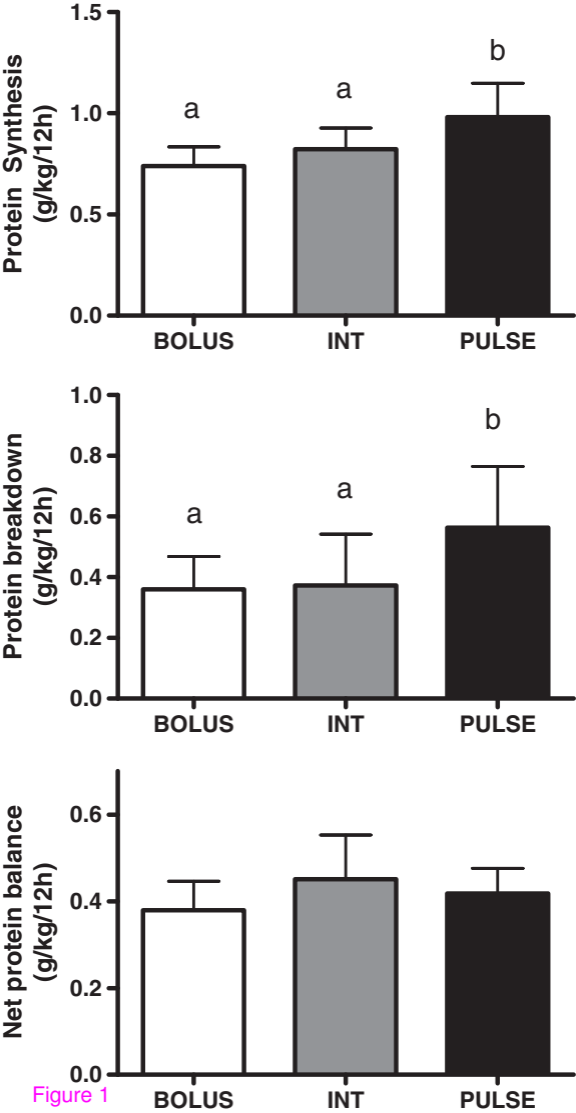 Protein Synthesis
(g/kg/12h)
1.5
1.0
0.5
0.0
a
a
b
BOLUS INT PULSE
Protein breakdown
(g/kg/12h)
1.0
0.8
0.6
0.4
0.2
0.0
a
a
b
BOLUS INT PULSE
Net protein balance
(g/kg/12h)
0.6
0.4
0.2
0.0
BOLUS INT PULSE
Figure 1